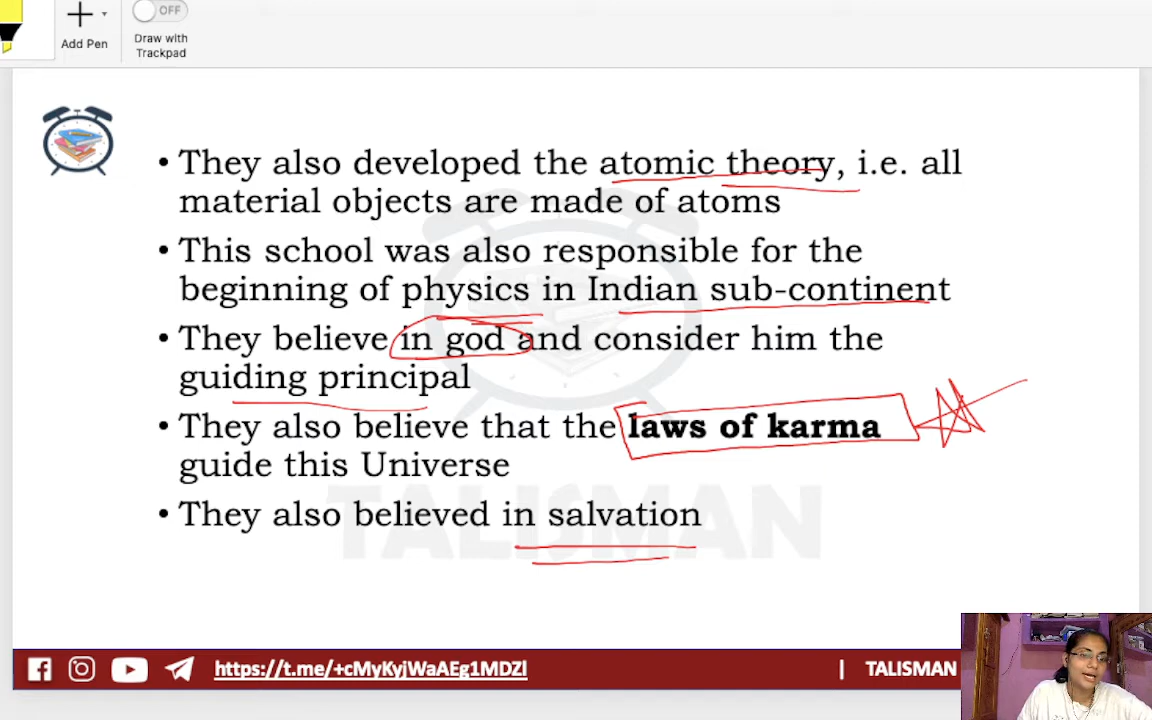 OFF
Add Pen
Draw with
Trackpad
• They also developed the atomic theory, i.e. all
material objects are made of atoms
• This school was also responsible for the
beginning of physics in Indian sub-continent
• They believe in god and consider him the
guiding principal
• They also believe that the laws of karma
guide this Universe
• They also believed in salvation
TALISMAN
https://t.me/+cMyKyjWaAEg1MDZl
| TALISMAN